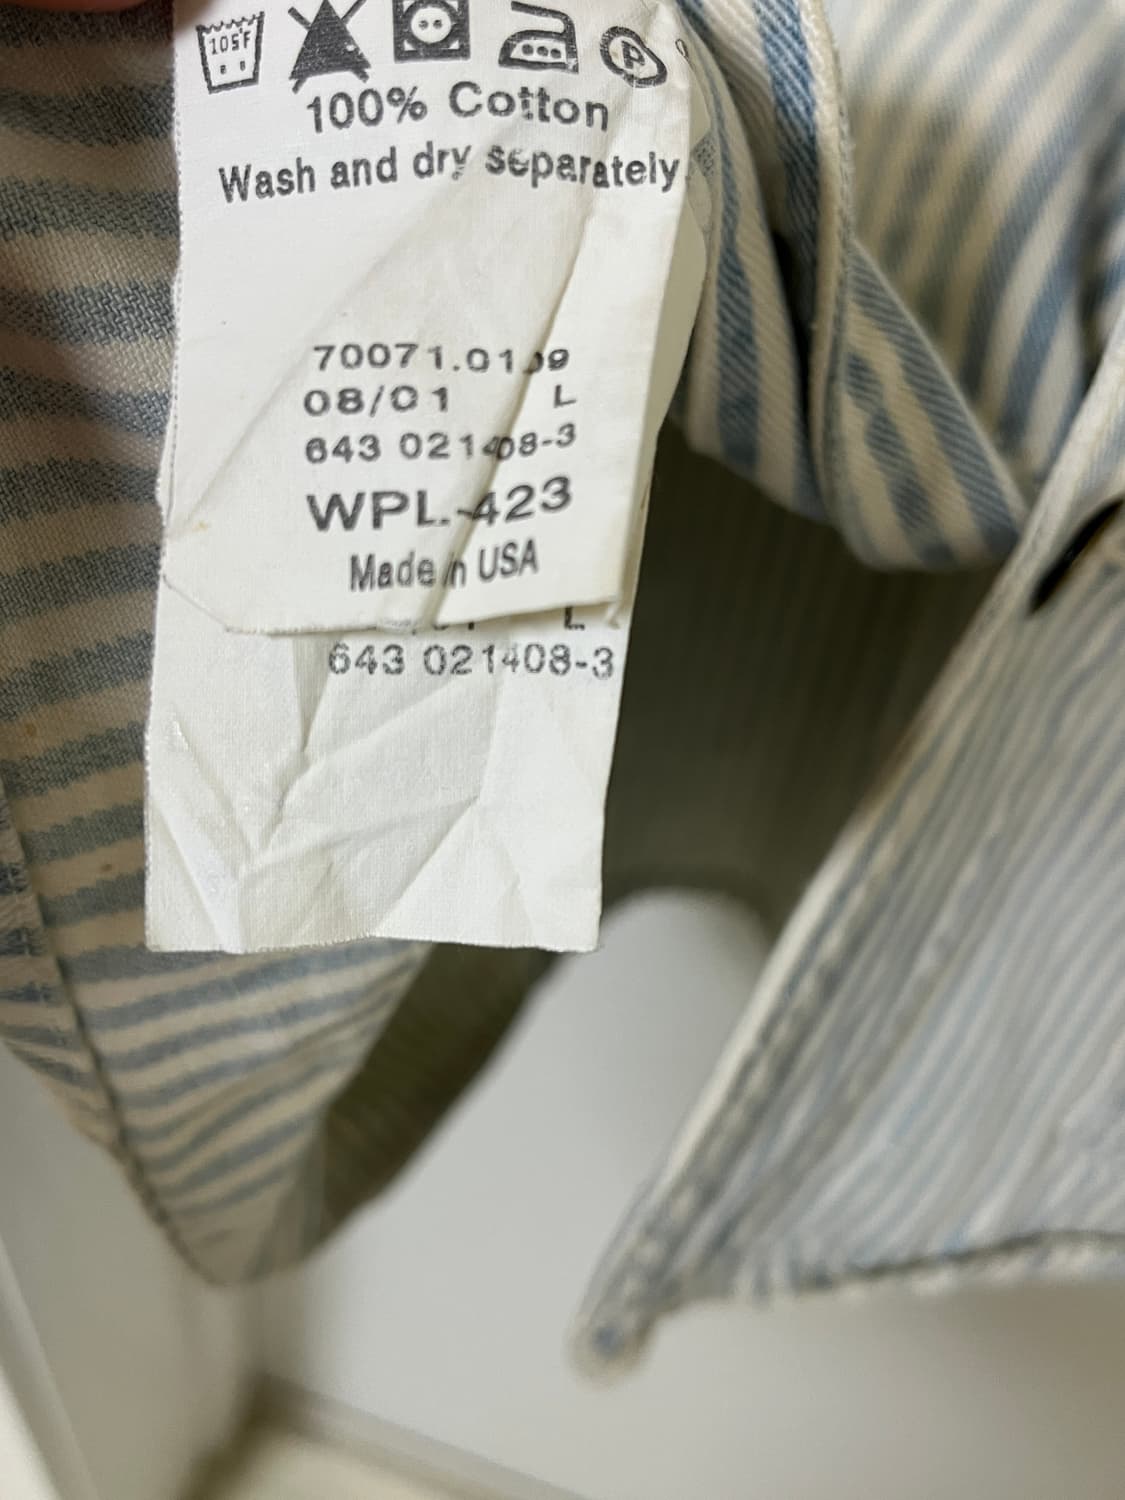 105°F
P
100% Cotton
Wash and dry separately
70071.0109
08/01 L
643 021408-3
WPL-423
Made in USA
L
643 021408-3